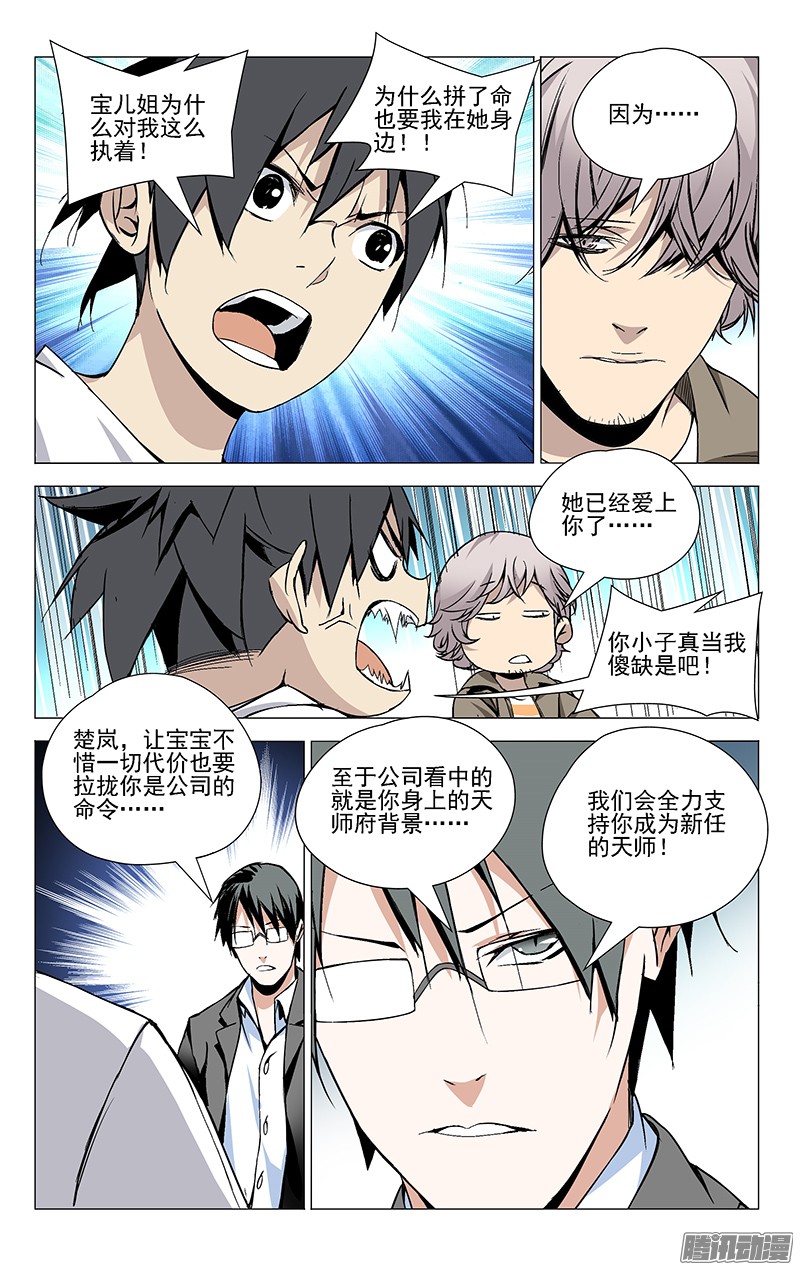 宝儿姐为什
么对我这么
执着！
为什么拼了命
也要我在她身
边！！
因为……
她已经爱上
你了……
你小子真当我
傻缺是吧！
楚岚，让宝宝不
惜一切代价也要
拉拢你是公司的
命令……
至于公司看中的
就是你身上的天
师府背景……
我们会全力支
持你成为新任
的天师！
腾讯动漫